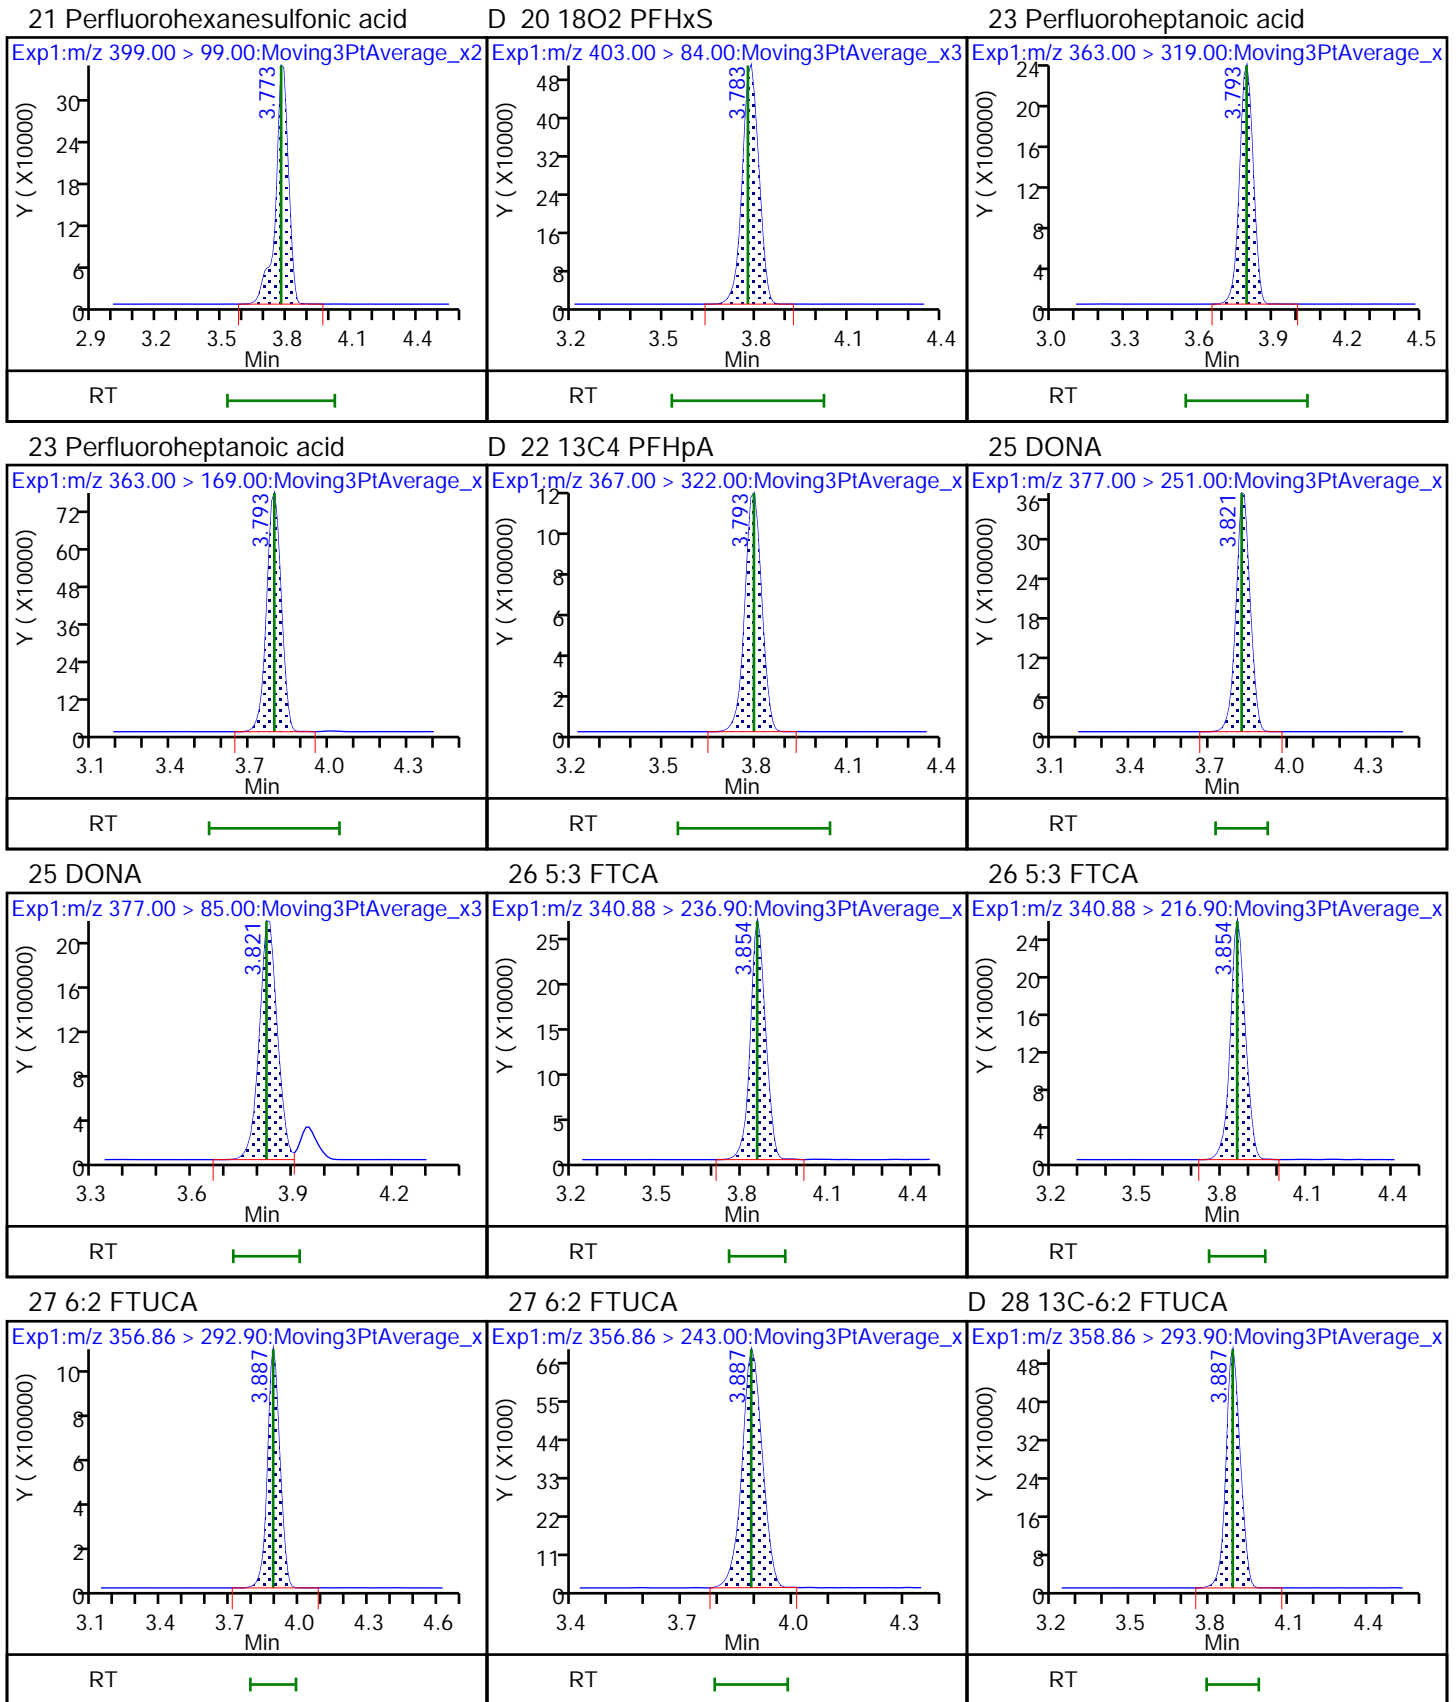 21 Perfluorohexanesulfonic acid
Exp1:m/z 399.00 > 99.00:Moving3PtAverage_x2
Y ( X10000)
30
24
18
12
6
0
3.773
2.9 3.2 3.5 3.8 4.1 4.4
Min
RT
D 20 18O2 PFHxS
Exp1:m/z 403.00 > 84.00:Moving3PtAverage_x3
Y ( X10000)
48
40
32
24
16
8
0
3.783
3.2 3.5 3.8 4.1 4.4
Min
RT
23 Perfluoroheptanoic acid
Exp1:m/z 363.00 > 319.00:Moving3PtAverage_x
Y ( X100000)
24
20
16
12
8
4
0
3.793
3.0 3.3 3.6 3.9 4.2 4.5
Min
RT
23 Perfluoroheptanoic acid
Exp1:m/z 363.00 > 169.00:Moving3PtAverage_x
Y ( X10000)
72
60
48
36
24
12
0
3.793
3.1 3.4 3.7 4.0 4.3
Min
RT
D 22 13C4 PFHpA
Exp1:m/z 367.00 > 322.00:Moving3PtAverage_x
Y ( X100000)
12
10
8
6
4
2
0
3.793
3.2 3.5 3.8 4.1 4.4
Min
RT
25 DONA
Exp1:m/z 377.00 > 251.00:Moving3PtAverage_x
Y ( X100000)
36
30
24
18
12
6
0
3.821
3.1 3.4 3.7 4.0 4.3
Min
RT
25 DONA
Exp1:m/z 377.00 > 85.00:Moving3PtAverage_x3
Y ( X100000)
20
16
12
8
4
0
3.821
3.3 3.6 3.9 4.2
Min
RT
26 5:3 FTCA
Exp1:m/z 340.88 > 236.90:Moving3PtAverage_x
Y ( X10000)
25
20
15
10
5
0
3.854
3.2 3.5 3.8 4.1 4.4
Min
RT
26 5:3 FTCA
Exp1:m/z 340.88 > 216.90:Moving3PtAverage_x
Y ( X10000)
24
20
16
12
8
4
0
3.854
3.2 3.5 3.8 4.1 4.4
Min
RT
27 6:2 FTUCA
Exp1:m/z 356.86 > 292.90:Moving3PtAverage_x
Y ( X100000)
10
8
6
4
2
0
3.887
3.1 3.4 3.7 4.0 4.3 4.6
Min
RT
27 6:2 FTUCA
Exp1:m/z 356.86 > 243.00:Moving3PtAverage_x
Y ( X1000)
66
55
44
33
22
11
0
3.887
3.4 3.7 4.0 4.3
Min
RT
D 28 13C-6:2 FTUCA
Exp1:m/z 358.86 > 293.90:Moving3PtAverage_x
Y ( X10000)
48
40
32
24
16
8
0
3.887
3.2 3.5 3.8 4.1 4.4
Min
RT